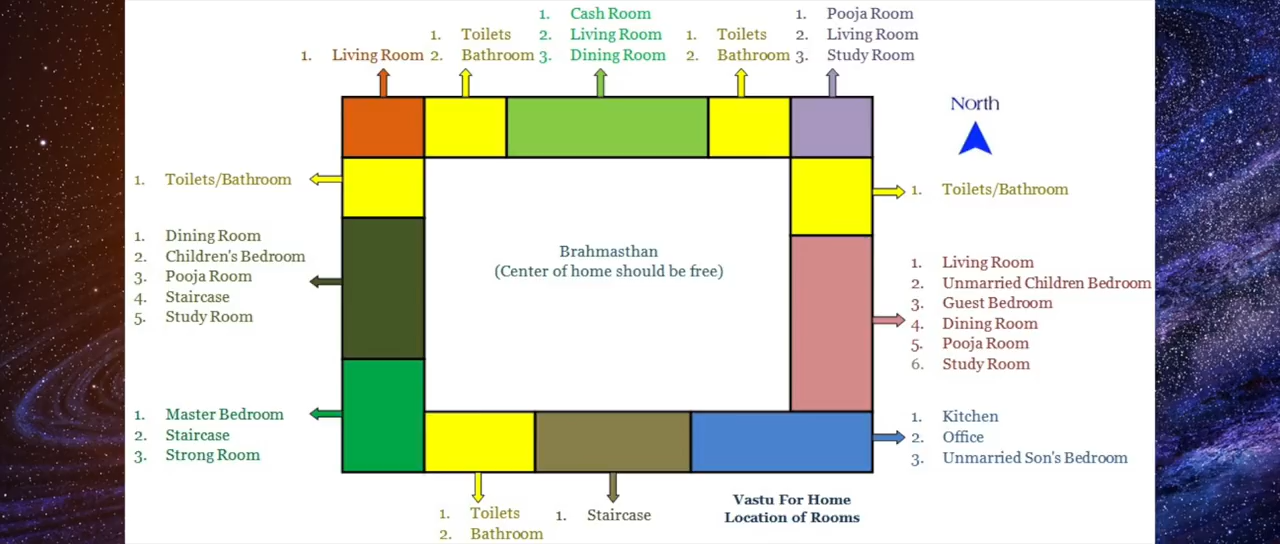 1. Living Room
1. Toilets
2. Bathroom
1. Cash Room
2. Living Room
3. Dining Room
1. Toilets
2. Bathroom
1. Pooja Room
2. Living Room
3. Study Room
North
1. Toilets/Bathroom
1. Toilets/Bathroom
1. Dining Room
2. Children's Bedroom
3. Pooja Room
4. Staircase
5. Study Room
Brahmasthan
(Center of home should be free)
1. Living Room
2. Unmarried Children Bedroom
3. Guest Bedroom
4. Dining Room
5. Pooja Room
6. Study Room
1. Master Bedroom
2. Staircase
3. Strong Room
1. Kitchen
2. Office
3. Unmarried Son's Bedroom
1. Toilets
2. Bathroom
1. Staircase
Vastu For Home
Location of Rooms